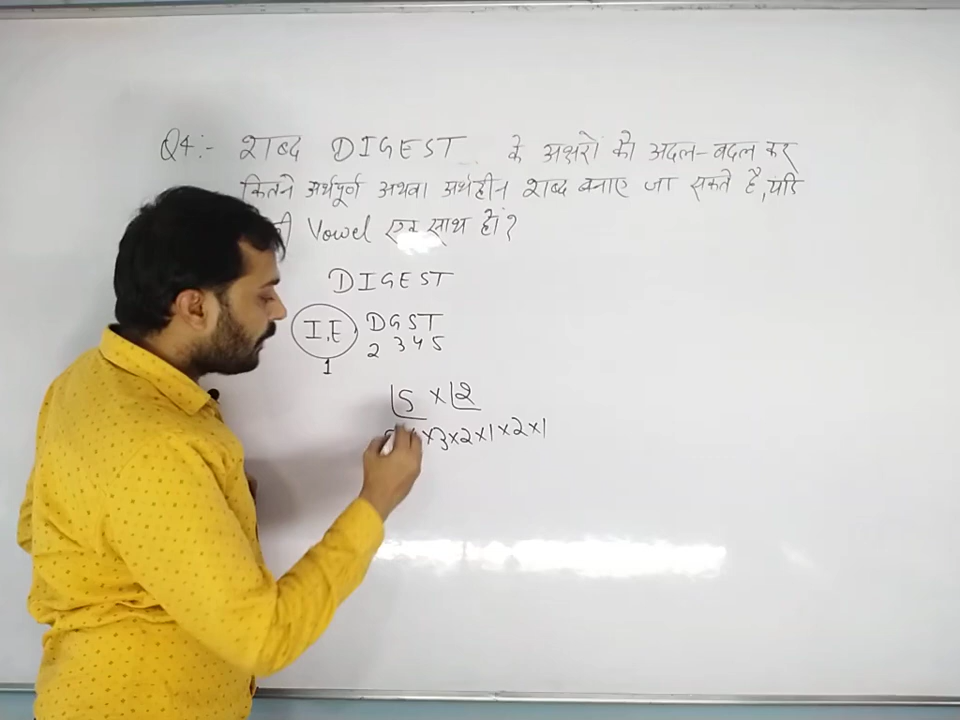 Q4:- शब्द DIGEST के अक्षरों को अदल-बदल कर
कितने अर्थपूर्ण अथवा अर्थहीन शब्द बनाए जा सकते है, यदि
Vowel एक साथ हों?
DIGEST
I,E DGST
1 2 3 4 5
|5 × |2
×3×2×1×2×1